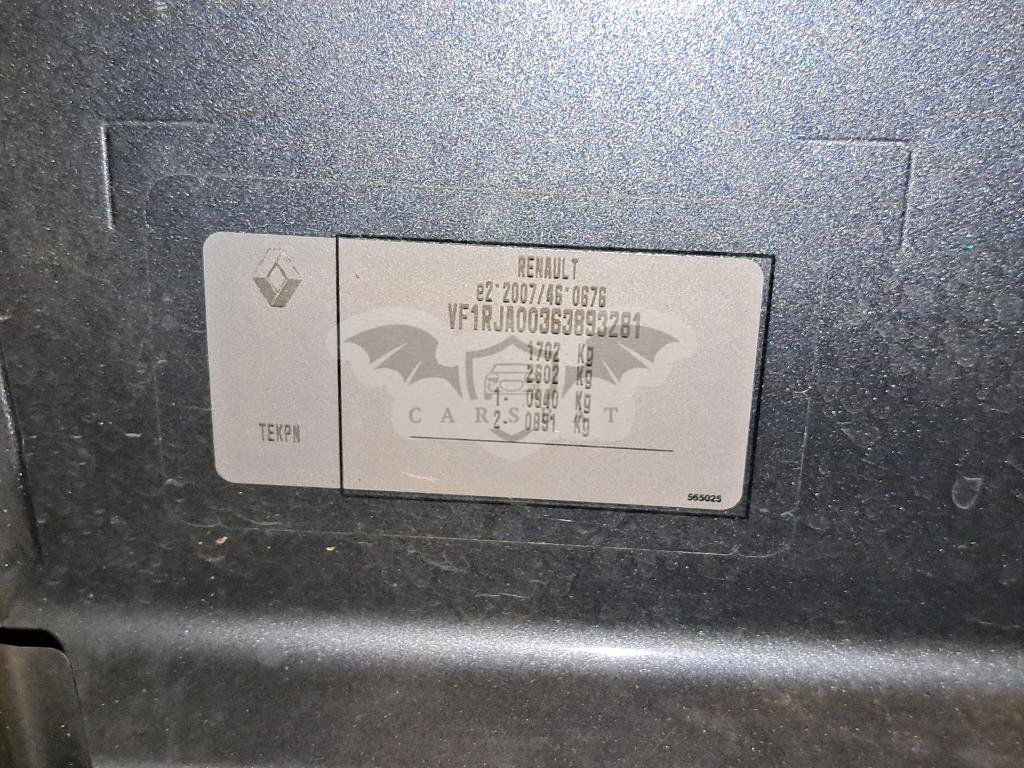 RENAULT
e2*2007/46*0676
VF1RJA00363893281
1702 Kg
2602 Kg
1- 0940 Kg
2- 0891 Kg
TEKPN
565025